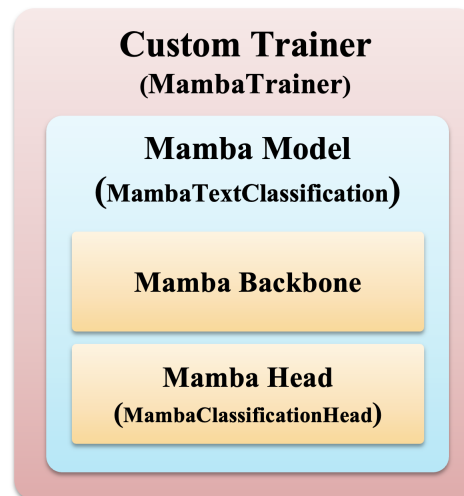 Custom Trainer
(MambaTrainer)
Mamba Model
(MambaTextClassification)
Mamba Backbone
Mamba Head
(MambaClassificationHead)